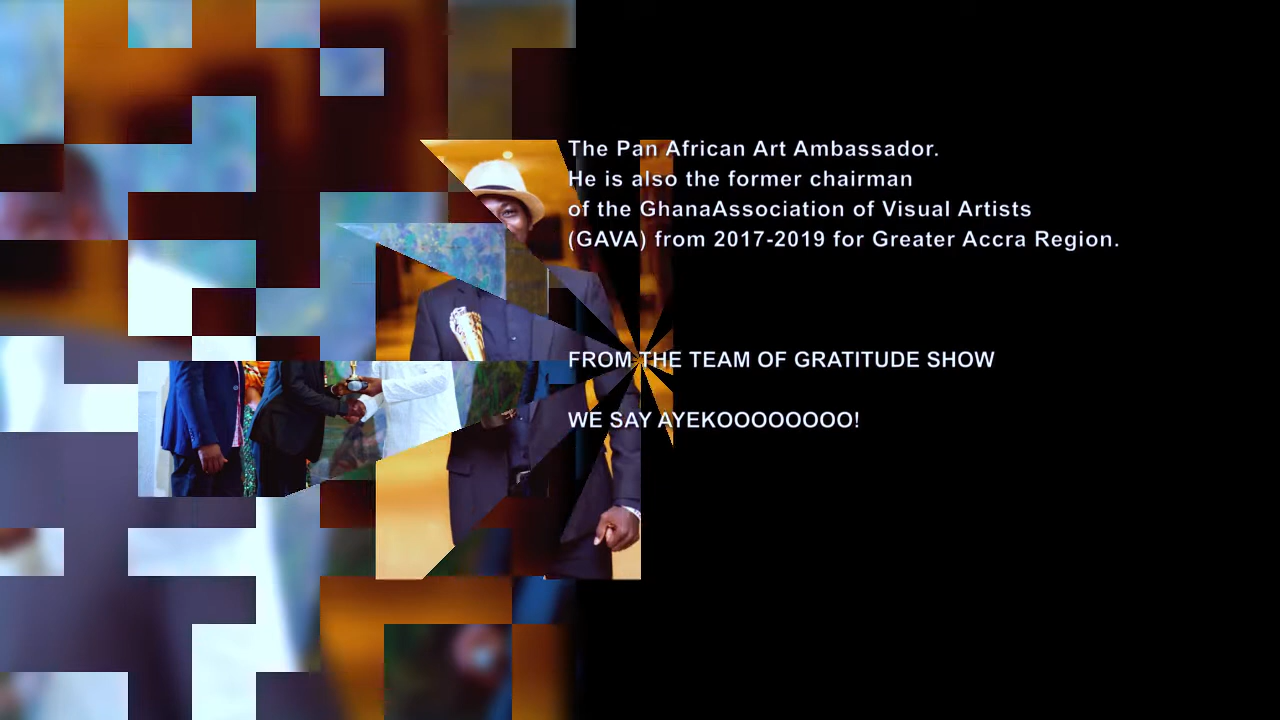 The Pan African Art Ambassador.
He is also the former chairman
of the GhanaAssociation of Visual Artists
(GAVA) from 2017-2019 for Greater Accra Region.
FROM THE TEAM OF GRATITUDE SHOW
WE SAY AYEKOOOOOOOO!